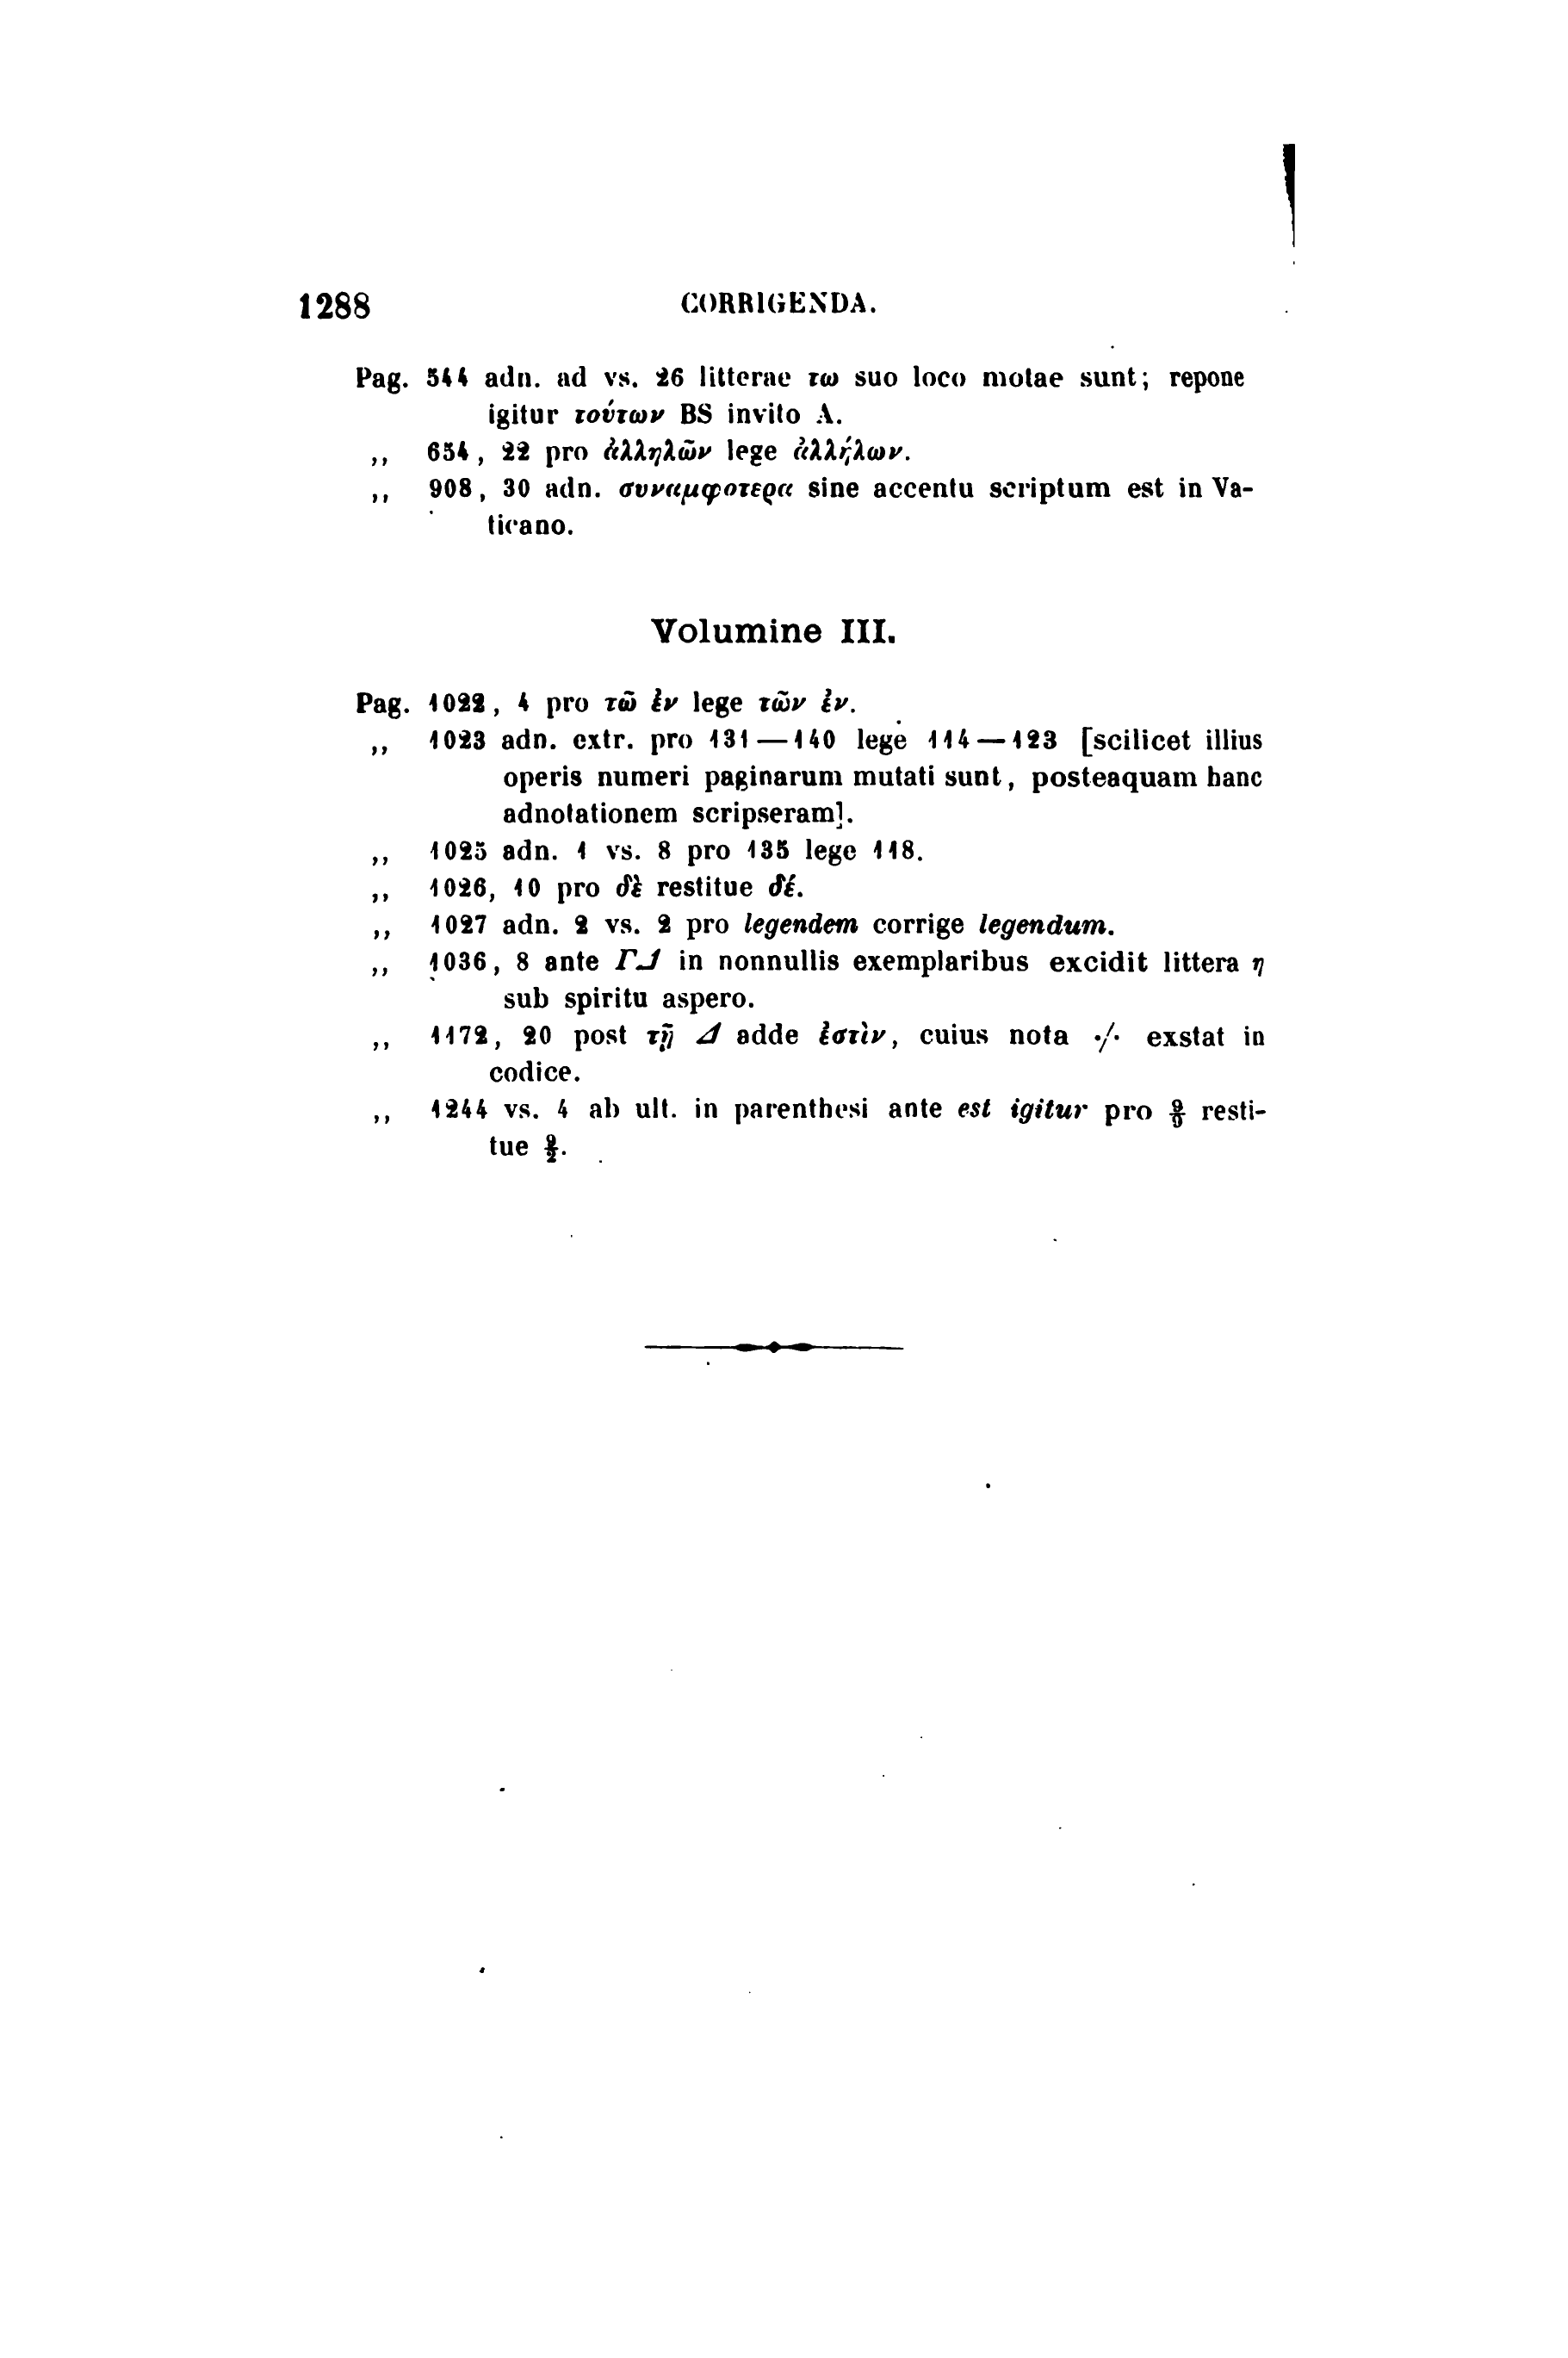 1288 CORRIGENDA.
Pag. 544 adn. ad vs. 26 litterae τω suo loco motae sunt; repone
igitur τούτων BS invito A.
,, 654, 22 pro ἀλληλῶν lege ἀλλήλων.
,, 908, 30 adn. συναμφοτερα sine accentu scriptum est in Va-
ticano.
Volumine III.
Pag. 1022, 4 pro τῶ ἐν lege τῶν ἐν.
,, 1023 adn. extr. pro 131—140 lege 114—123 [scilicet illius
operis numeri paginarum mutati sunt, posteaquam hanc
adnotationem scripseram].
,, 1025 adn. 1 vs. 8 pro 135 lege 118.
,, 1026, 10 pro δὲ restitue δέ.
,, 1027 adn. 2 vs. 2 pro legendem corrige legendum.
,, 1036, 8 ante ΓΔ in nonnullis exemplaribus excidit littera η
sub spiritu aspero.
,, 1172, 20 post τῇ Δ adde ἐστὶν, cuius nota ·/· exstat in
codice.
,, 1244 vs. 4 ab ult. in parenthesi ante est igitur pro 9/0 resti-
tue 9/2.